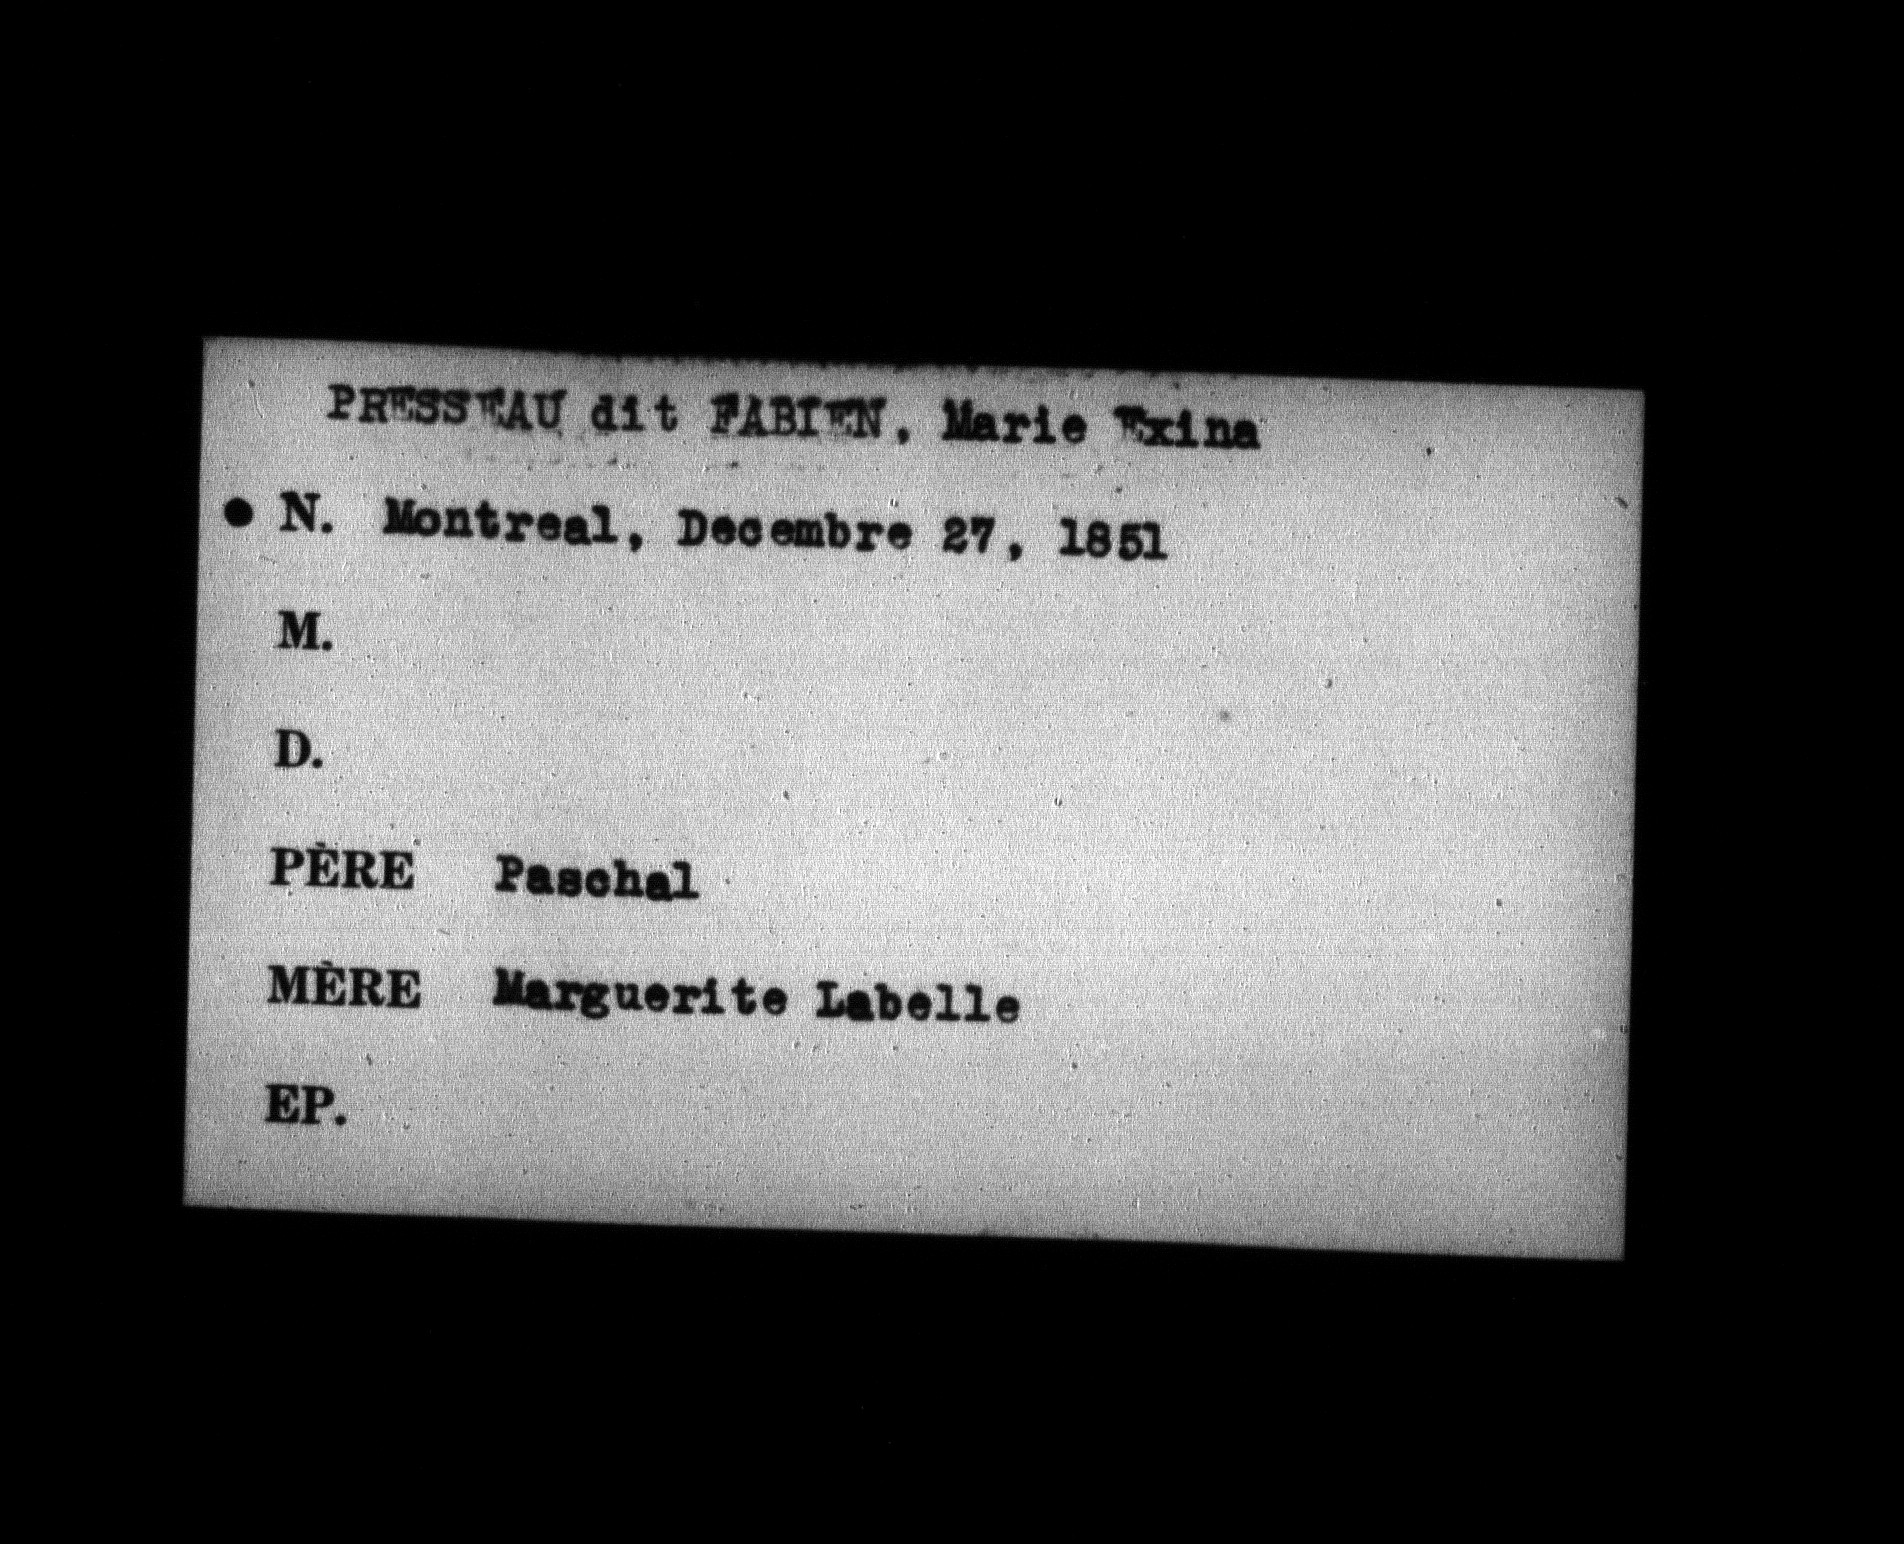 PRESSEAU dit FABIEN, Marie Exina
N. Montreal, Decembre 27, 1851
M.
D.
PÈRE Paschal
MÈRE Marguerite Labelle
EP.